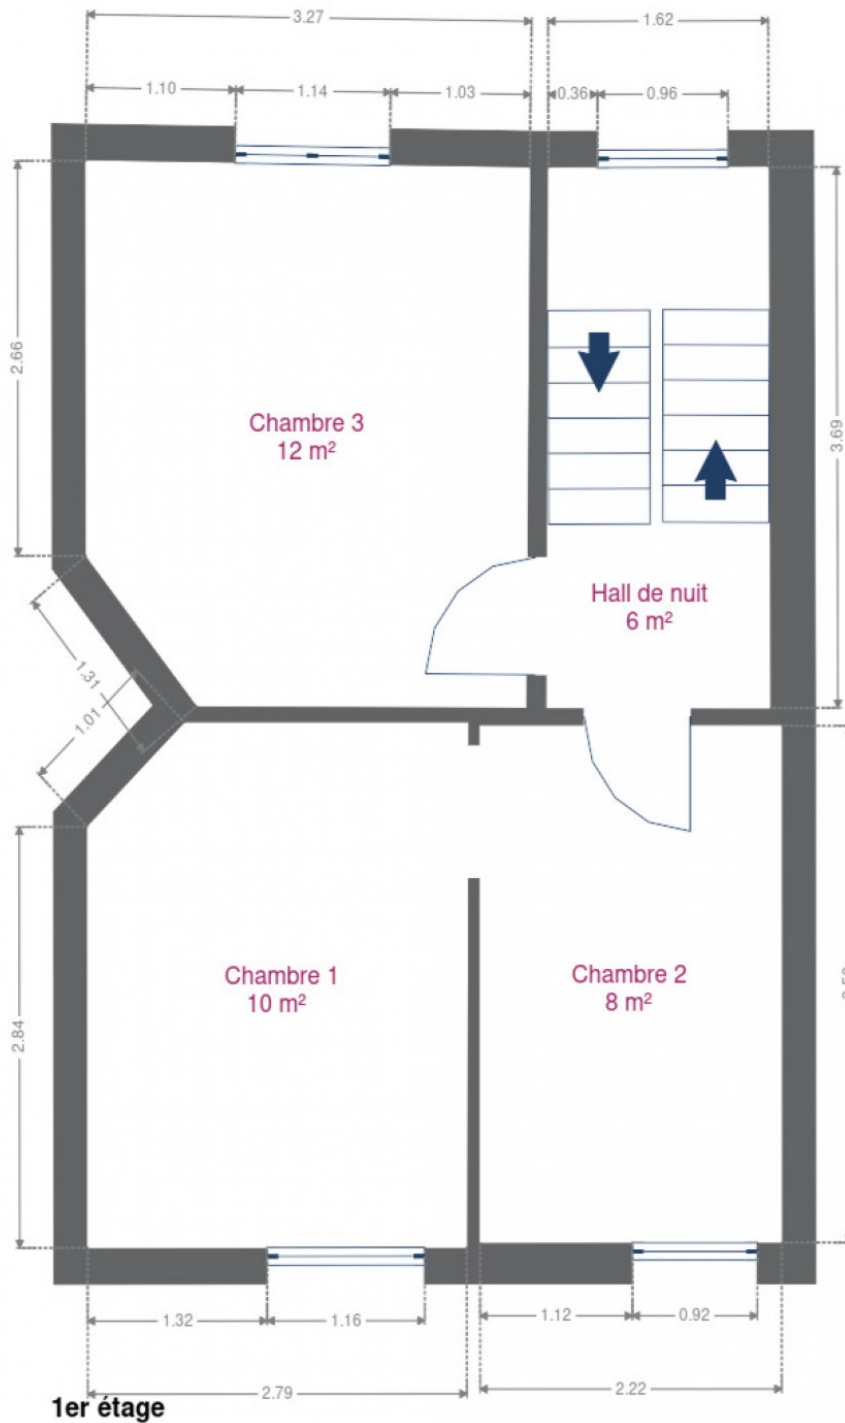 3.27
1.62
1.10
1.14
1.03
0.36
0.96
2.66
3.69
Chambre 3
12 m²
Hall de nuit
6 m²
1.31
1.01
Chambre 1
10 m²
Chambre 2
8 m²
2.84
1.32
1.16
1.12
0.92
2.79
2.22
1er étage